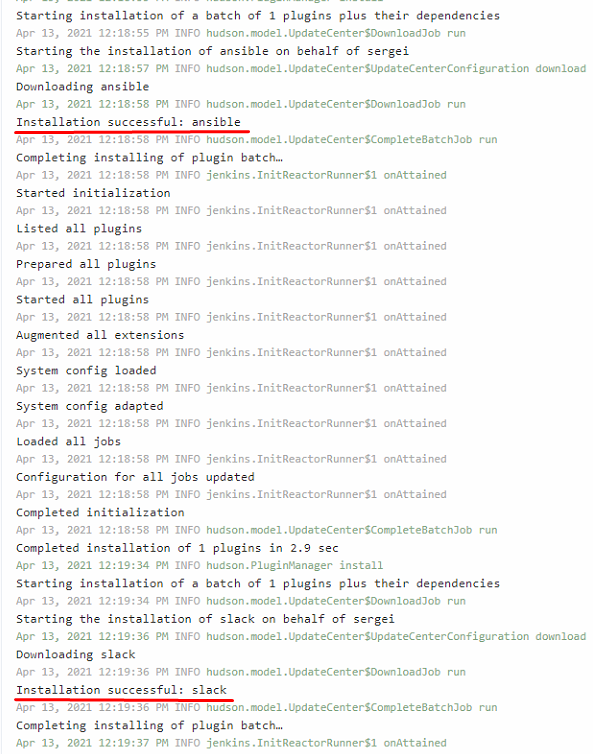 Starting installation of a batch of 1 plugins plus their dependencies
Apr 13, 2021 12:18:55 PM INFO hudson.model.UpdateCenter$DownloadJob run
Starting the installation of ansible on behalf of sergei
Apr 13, 2021 12:18:57 PM INFO hudson.model.UpdateCenter$UpdateCenterConfiguration download
Downloading ansible
Apr 13, 2021 12:18:58 PM INFO hudson.model.UpdateCenter$DownloadJob run
Installation successful: ansible
Apr 13, 2021 12:18:58 PM INFO hudson.model.UpdateCenter$CompleteBatchJob run
Completing installing of plugin batch…
Apr 13, 2021 12:18:58 PM INFO jenkins.InitReactorRunner$1 onAttained
Started initialization
Apr 13, 2021 12:18:58 PM INFO jenkins.InitReactorRunner$1 onAttained
Listed all plugins
Apr 13, 2021 12:18:58 PM INFO jenkins.InitReactorRunner$1 onAttained
Prepared all plugins
Apr 13, 2021 12:18:58 PM INFO jenkins.InitReactorRunner$1 onAttained
Started all plugins
Apr 13, 2021 12:18:58 PM INFO jenkins.InitReactorRunner$1 onAttained
Augmented all extensions
Apr 13, 2021 12:18:58 PM INFO jenkins.InitReactorRunner$1 onAttained
System config loaded
Apr 13, 2021 12:18:58 PM INFO jenkins.InitReactorRunner$1 onAttained
System config adapted
Apr 13, 2021 12:18:58 PM INFO jenkins.InitReactorRunner$1 onAttained
Loaded all jobs
Apr 13, 2021 12:18:58 PM INFO jenkins.InitReactorRunner$1 onAttained
Configuration for all jobs updated
Apr 13, 2021 12:18:58 PM INFO jenkins.InitReactorRunner$1 onAttained
Completed initialization
Apr 13, 2021 12:18:58 PM INFO hudson.model.UpdateCenter$CompleteBatchJob run
Completed installation of 1 plugins in 2.9 sec
Apr 13, 2021 12:19:34 PM INFO hudson.PluginManager install
Starting installation of a batch of 1 plugins plus their dependencies
Apr 13, 2021 12:19:34 PM INFO hudson.model.UpdateCenter$DownloadJob run
Starting the installation of slack on behalf of sergei
Apr 13, 2021 12:19:36 PM INFO hudson.model.UpdateCenter$UpdateCenterConfiguration download
Downloading slack
Apr 13, 2021 12:19:36 PM INFO hudson.model.UpdateCenter$DownloadJob run
Installation successful: slack
Apr 13, 2021 12:19:36 PM INFO hudson.model.UpdateCenter$CompleteBatchJob run
Completing installing of plugin batch…
Apr 13, 2021 12:19:37 PM INFO jenkins.InitReactorRunner$1 onAttained